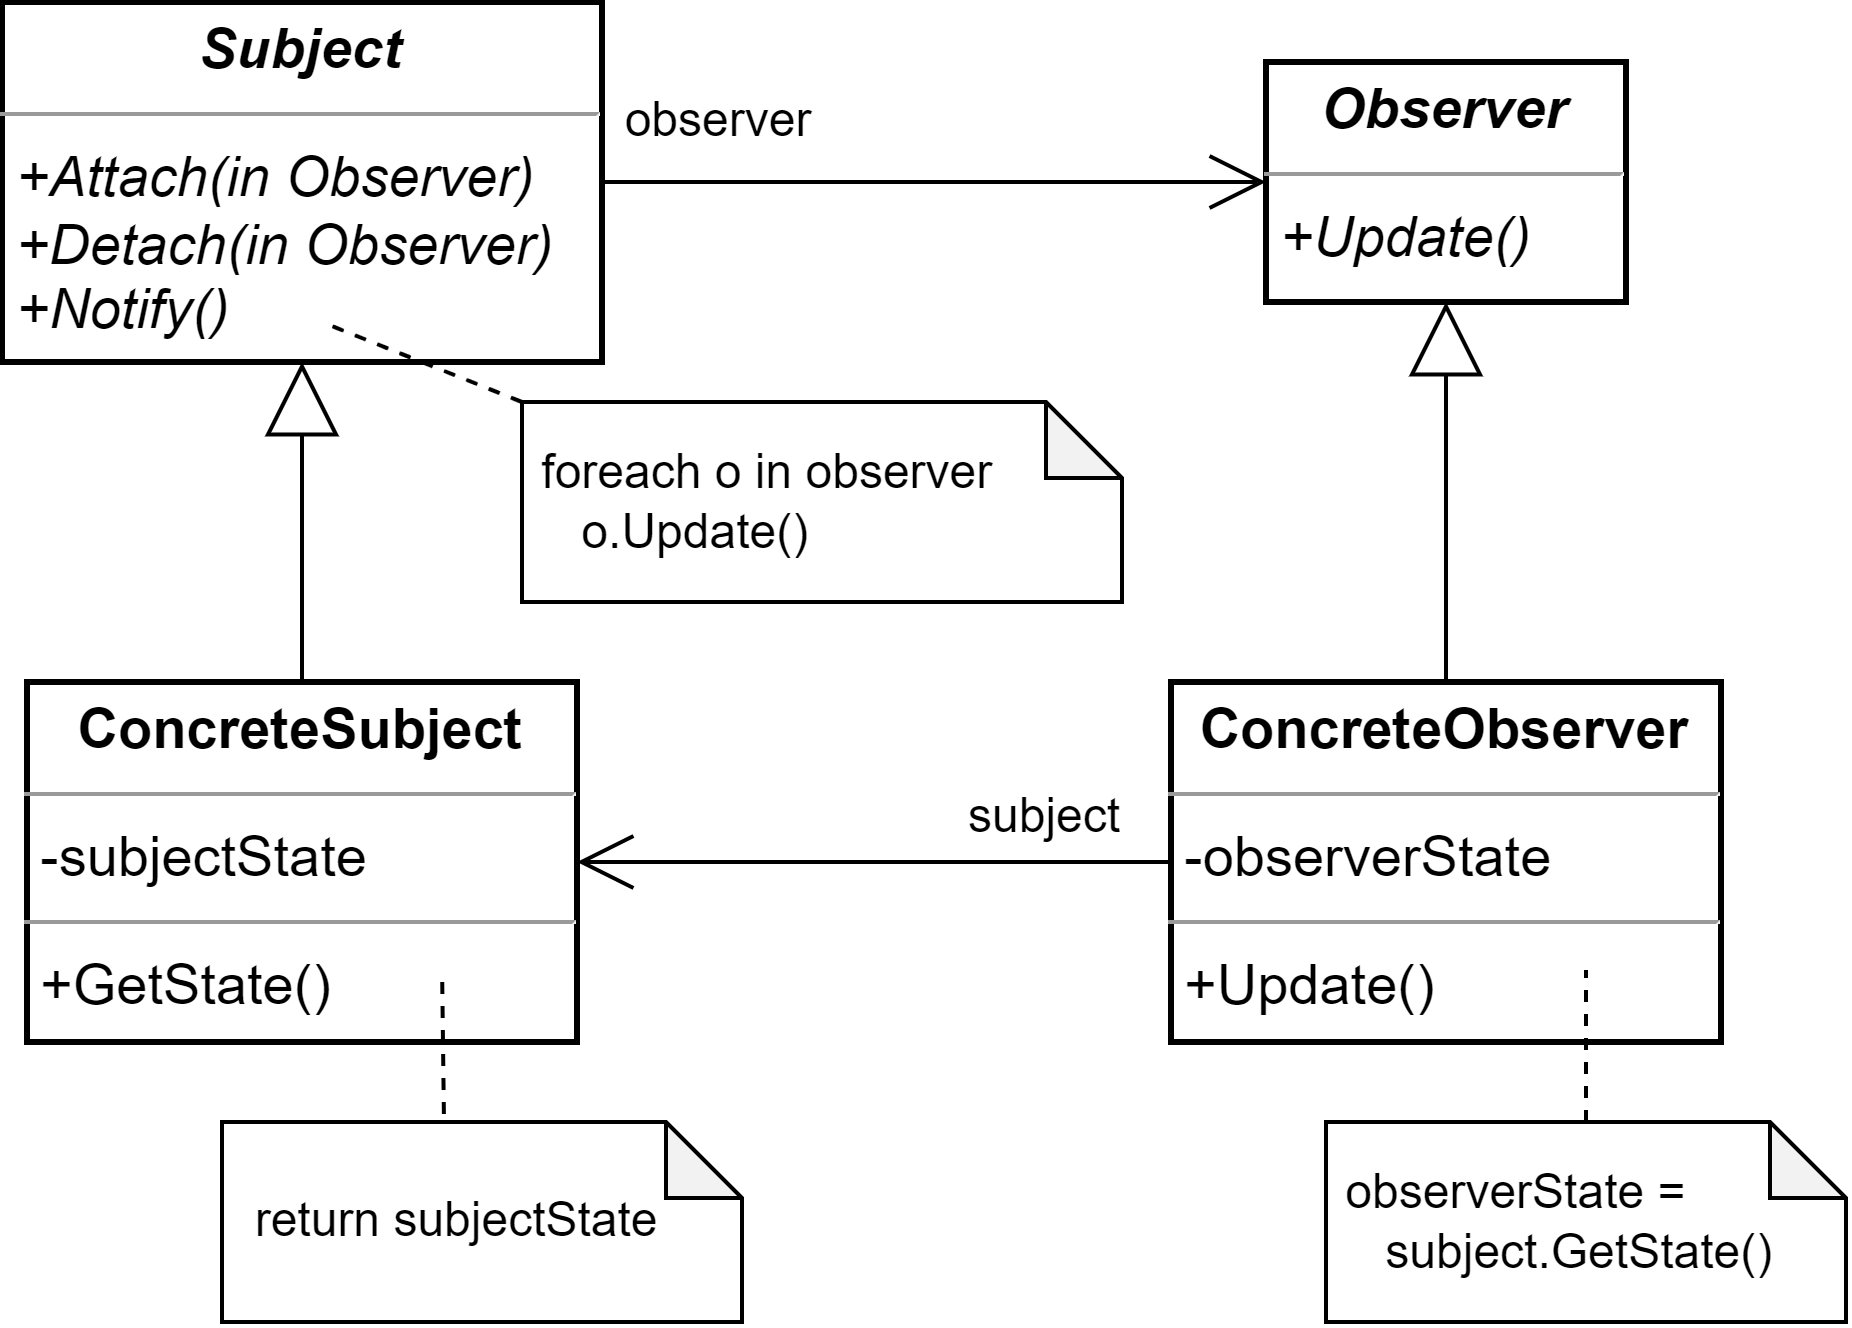 Subject
+Attach(in Observer)
+Detach(in Observer)
+Notify()
observer
Observer
+Update()
foreach o in observer
o.Update()
ConcreteSubject
-subjectState
+GetState()
subject
ConcreteObserver
-observerState
+Update()
return subjectState
observerState =
subject.GetState()